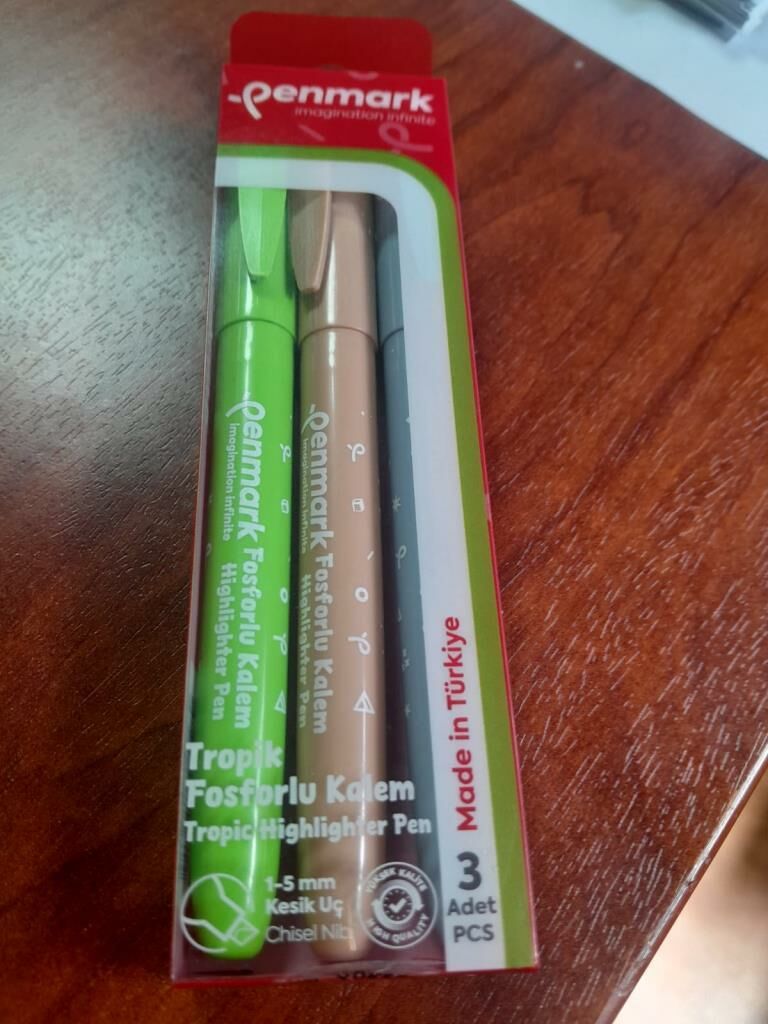 Penmark
imagination infinite
Penmark Fosforlu Kalem
imagination infinite Highlighter Pen
Penmark Fosforlu Kalem
imagination infinite Highlighter Pen
Made in Türkiye
Tropik
Fosforlu Kalem
Tropic Highlighter Pen
1-5 mm
Kesik Uç
Chisel Nib
YÜKSEK KALİTE
HIGH QUALITY
3
Adet
PCS